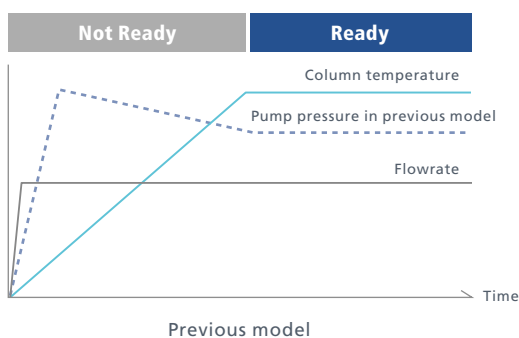 Not Ready
Ready
Column temperature
Pump pressure in previous model
Flowrate
Time
Previous model